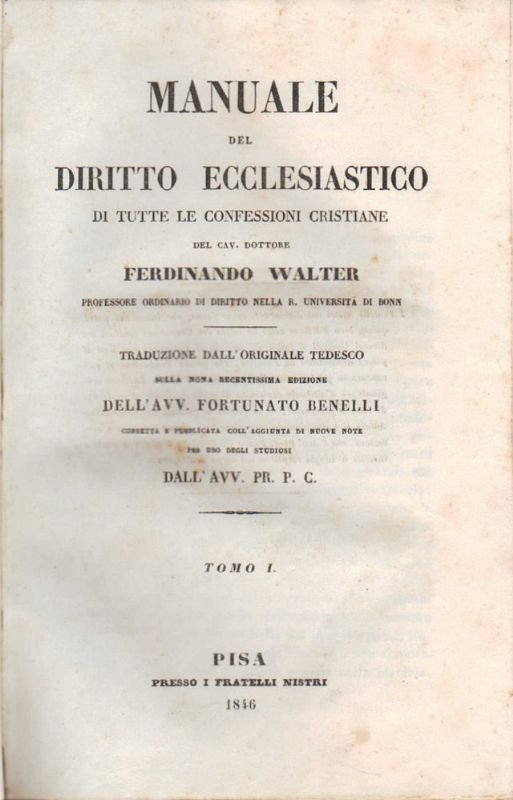 MANUALE
DEL
DIRITTO ECCLESIASTICO
DI TUTTE LE CONFESSIONI CRISTIANE
DEL CAV. DOTTORE
FERDINANDO WALTER
PROFESSORE ORDINARIO DI DIRITTO NELLA R. UNIVERSITÀ DI BONN
TRADUZIONE DALL'ORIGINALE TEDESCO
SULLA NONA RECENTISSIMA EDIZIONE
DELL'AVV. FORTUNATO BENELLI
CORRETTA E PUBBLICATA COLL'AGGIUNTA DI NUOVE NOTE
PER USO DEGLI STUDIOSI
DALL'AVV. PR. P. C.
TOMO I.
PISA
PRESSO I FRATELLI NISTRI
1846